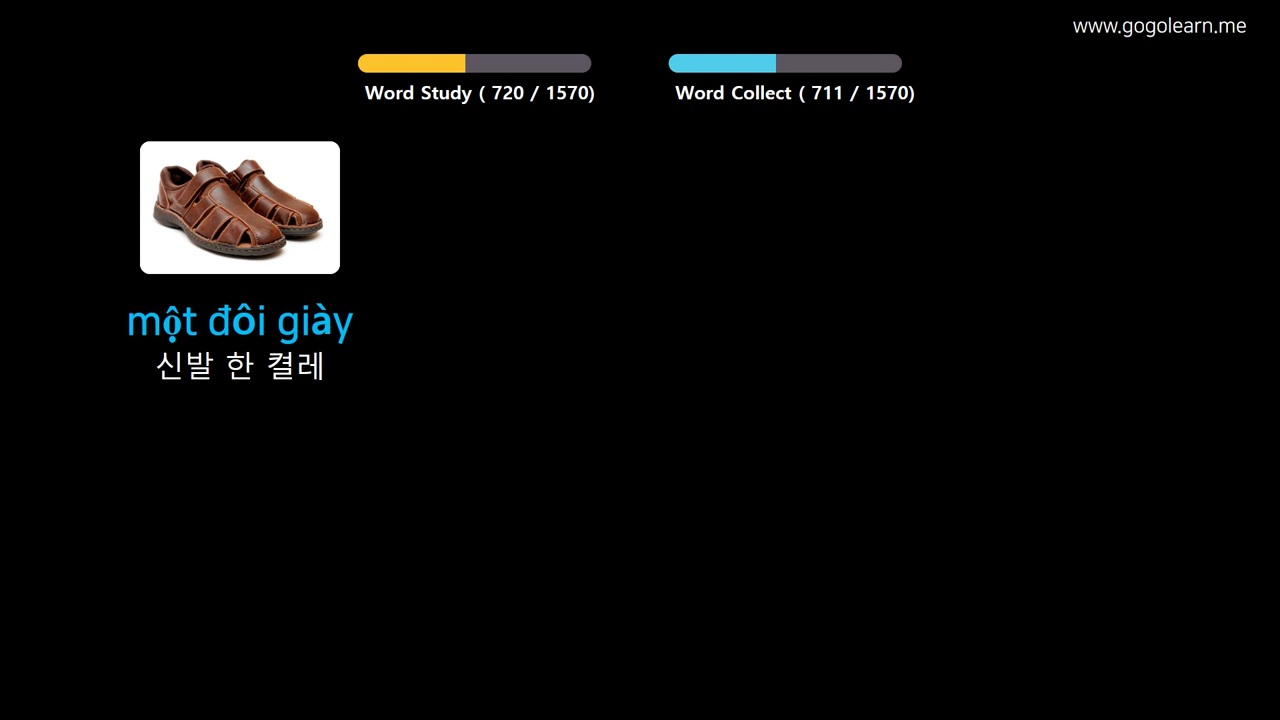 www.gogolearn.me
Word Study ( 720 / 1570)
Word Collect ( 711 / 1570)
một đôi giày
신발 한 켤레